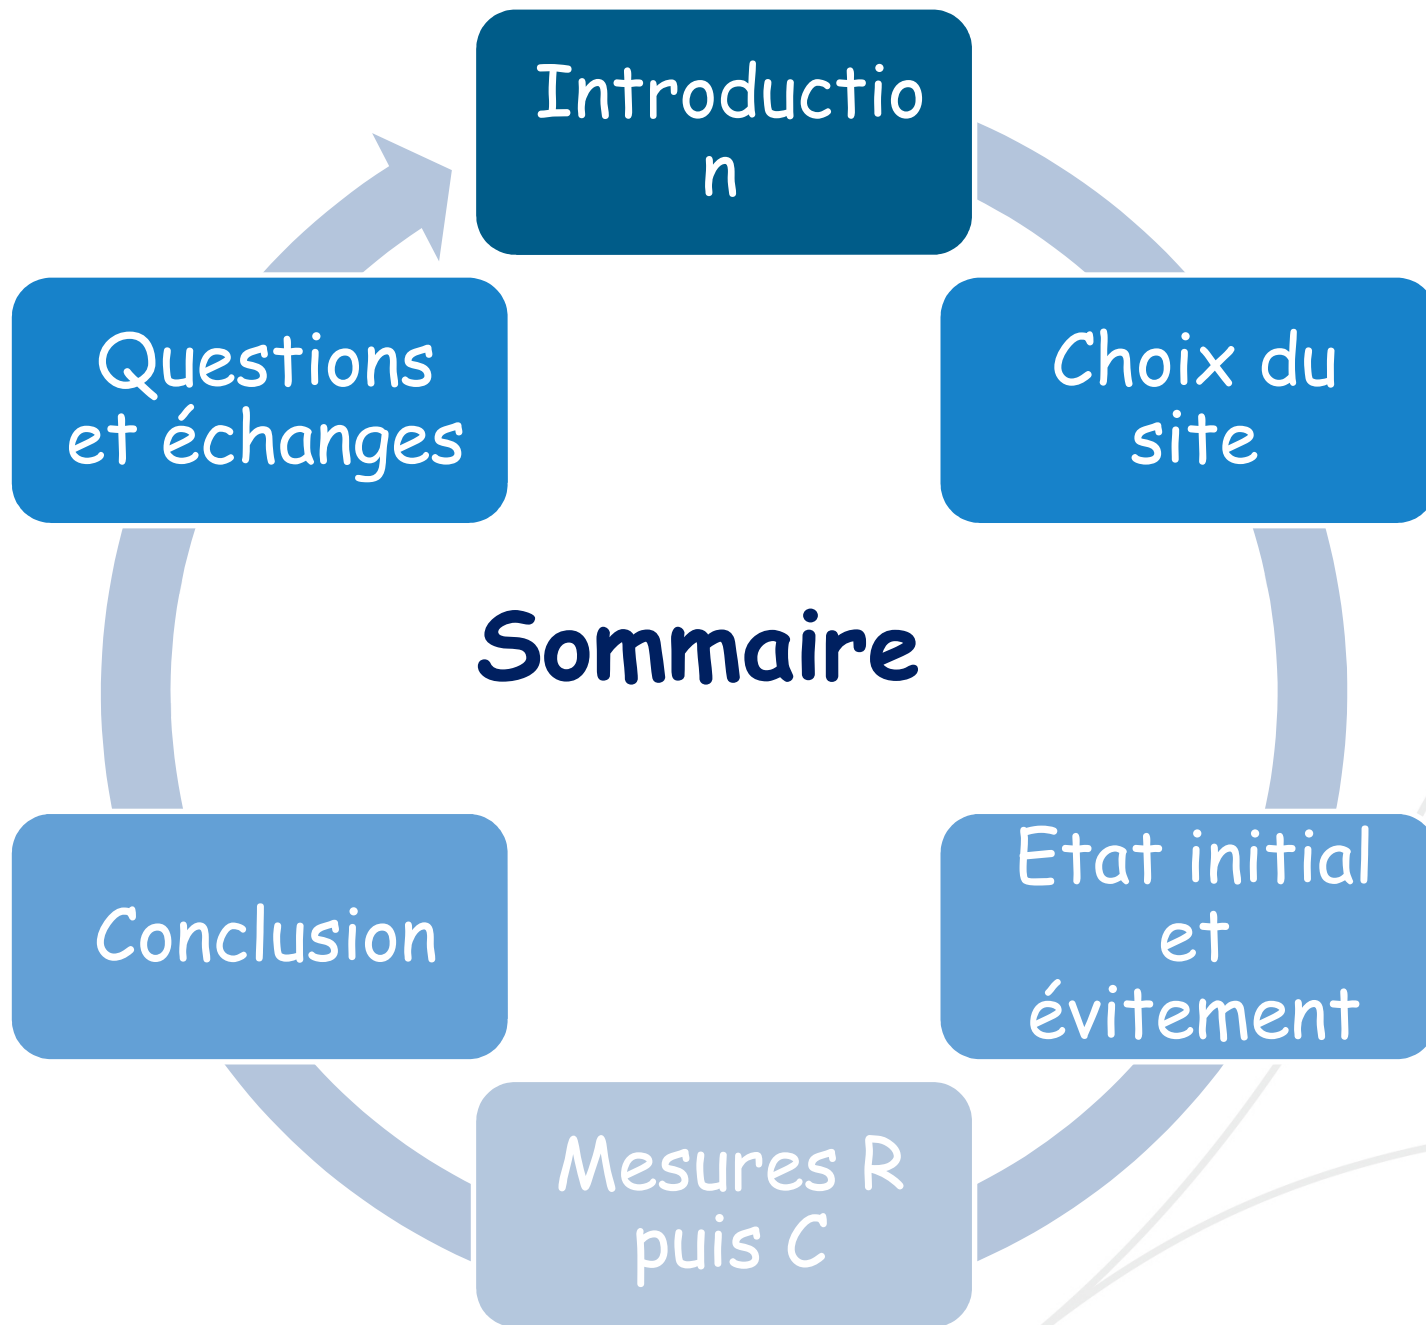 Introductio
n
Choix du
site
Etat initial
et
évitement
Mesures R
puis C
Conclusion
Questions
et échanges
Sommaire